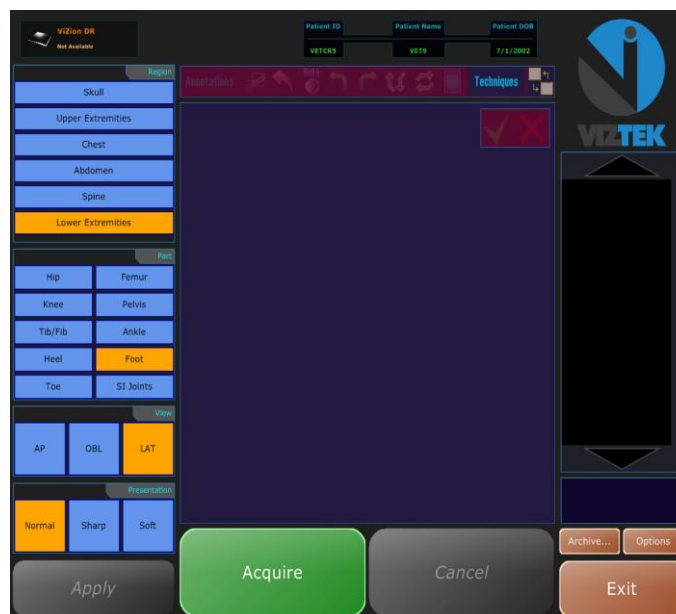 ViZion DR
Not Available
Patient ID
Patient Name
Patient DOB
VETCR9
VET9
7/1/2002
Region
Skull
Upper Extremities
Chest
Abdomen
Spine
Lower Extremities
Annotations
Techniques
VIZTEK
Part
Hip
Femur
Knee
Pelvis
Tib/Fib
Ankle
Heel
Foot
Toe
SI Joints
View
AP
OBL
LAT
Presentation
Normal
Sharp
Soft
Apply
Acquire
Cancel
Archive...
Options
Exit